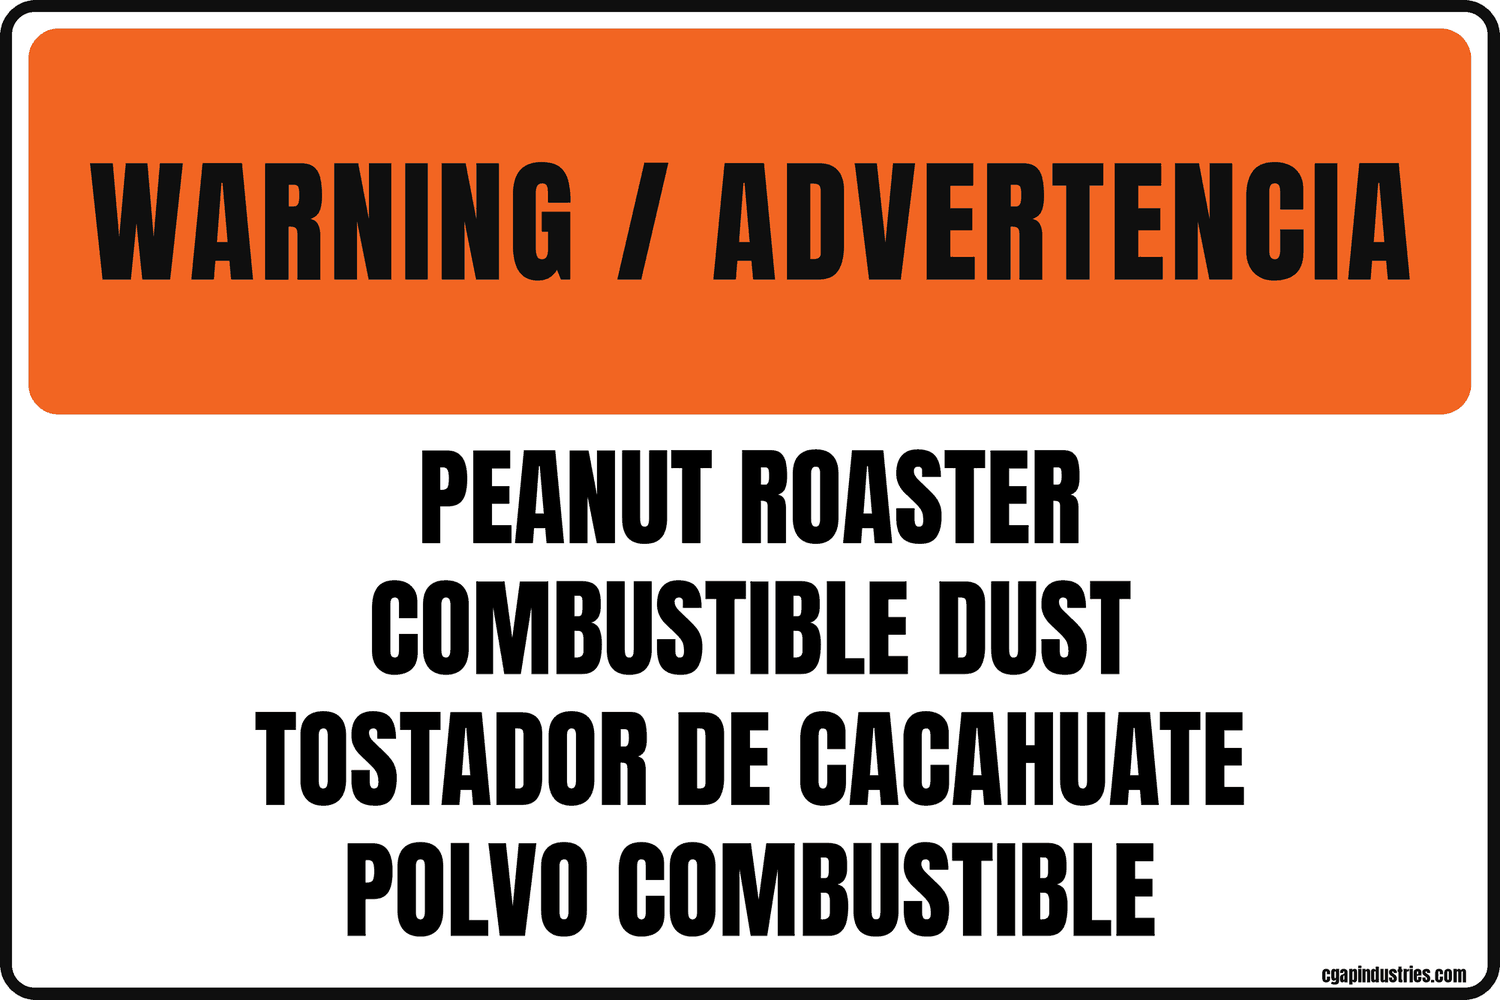 WARNING / ADVERTENCIA
PEANUT ROASTER
COMBUSTIBLE DUST
TOSTADOR DE CACAHUATE
POLVO COMBUSTIBLE
cgapindustries.com